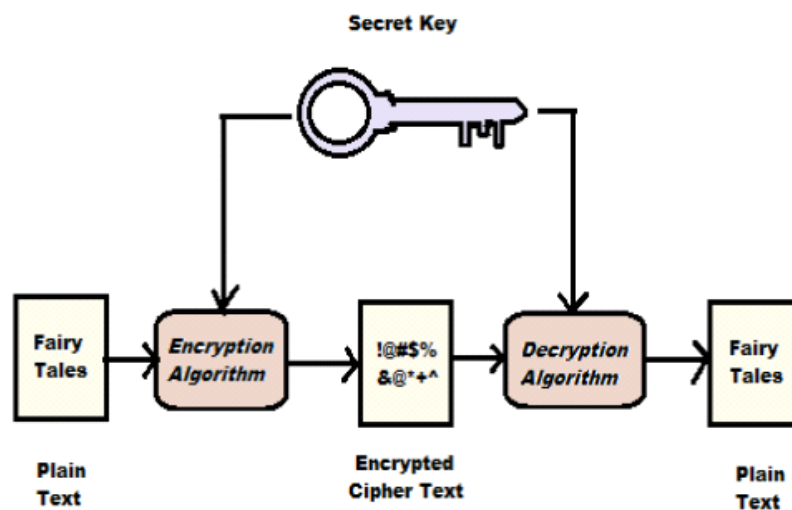 Secret Key
Fairy
Tales
Encryption
Algorithm
!@#$%
&@*+^
Decryption
Algorithm
Fairy
Tales
Plain
Text
Encrypted
Cipher Text
Plain
Text